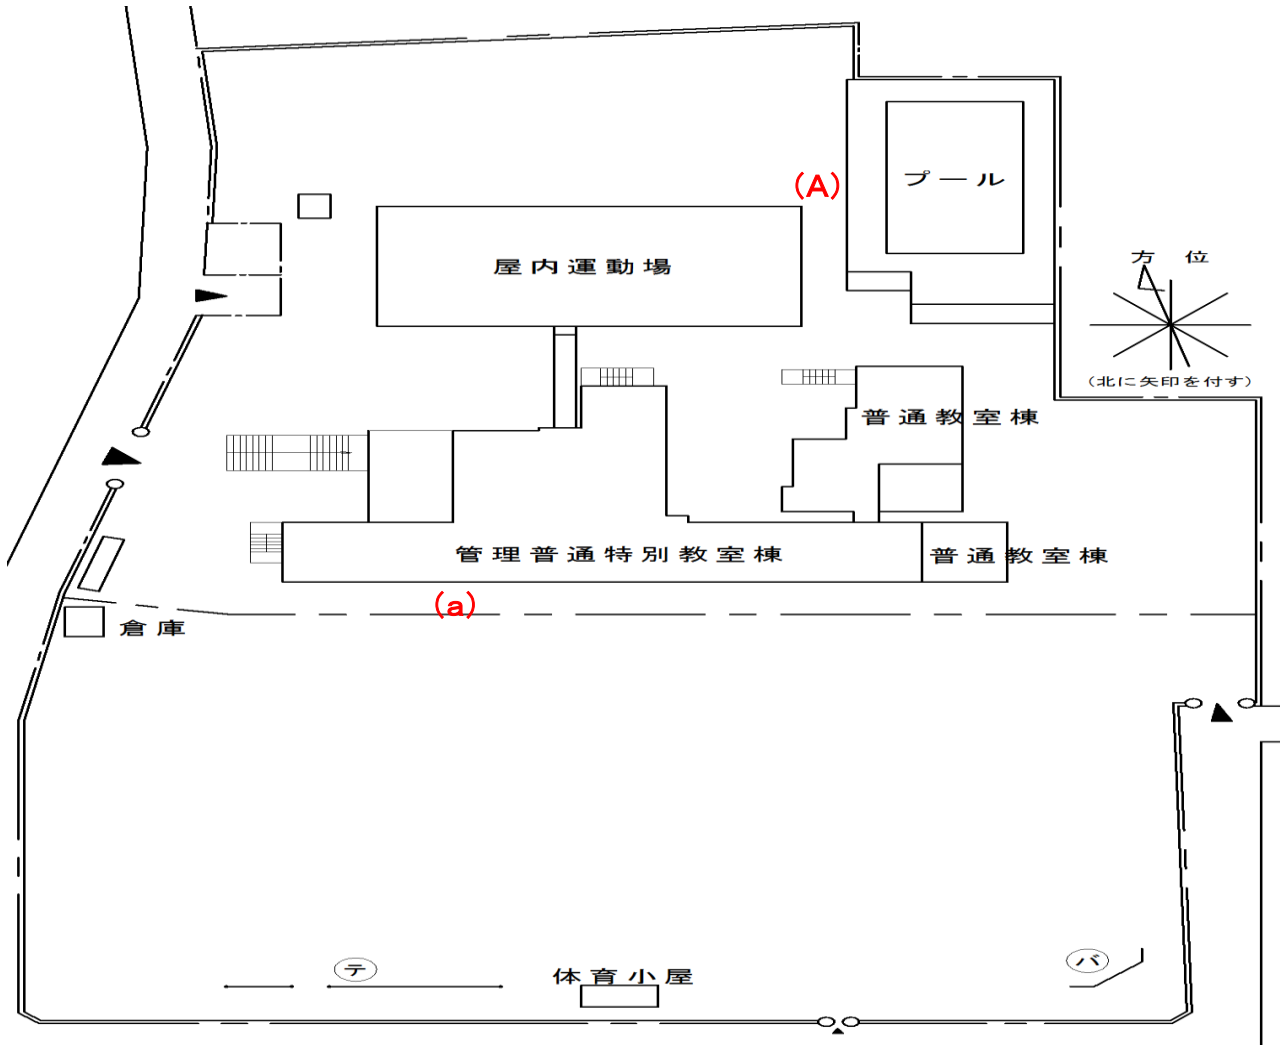 (A)
プール
屋内運動場
方位
(北に矢印を付す)
普通教室棟
管理普通特別教室棟
普通教室棟
(a)
倉庫
テ
バ
体育小屋